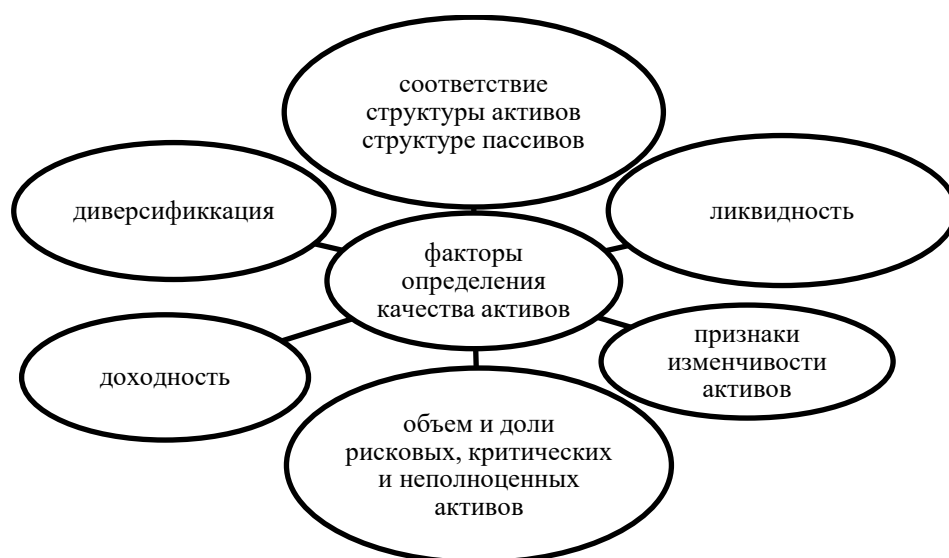 соответствие
структуры активов
структуре пассивов
диверсификкация
ликвидность
факторы
определения
качества активов
доходность
признаки
изменчивости
активов
объем и доли
рисковых, критических
и неполноценных
активов